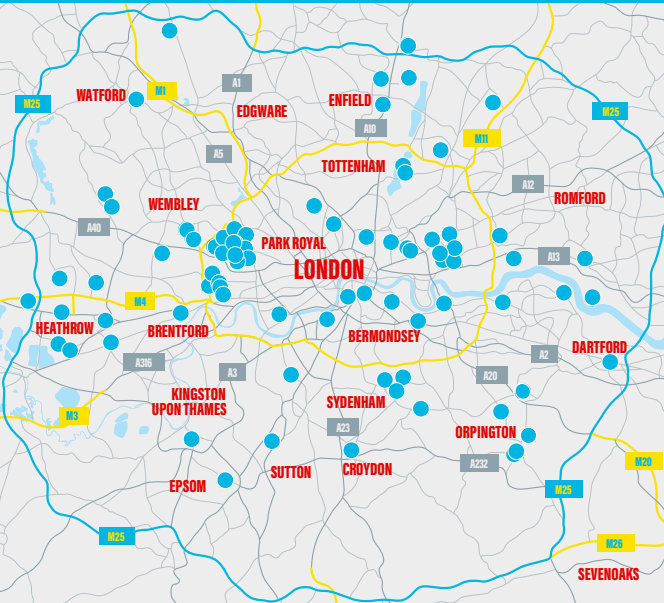 A1
WATFORD
M1
M25
ENFIELD
EDGWARE
M25
A10
M11
A5
TOTTENHAM
A12
ROMFORD
WEMBLEY
A40
PARK ROYAL
A13
LONDON
M4
HEATHROW
BRENTFORD
BERMONDSEY
DARTFORD
A2
A316
A3
A20
KINGSTON
UPON THAMES
SYDENHAM
M3
A23
ORPINGTON
A232
M20
CROYDON
SUTTON
EPSOM
M25
M25
M26
SEVENOAKS